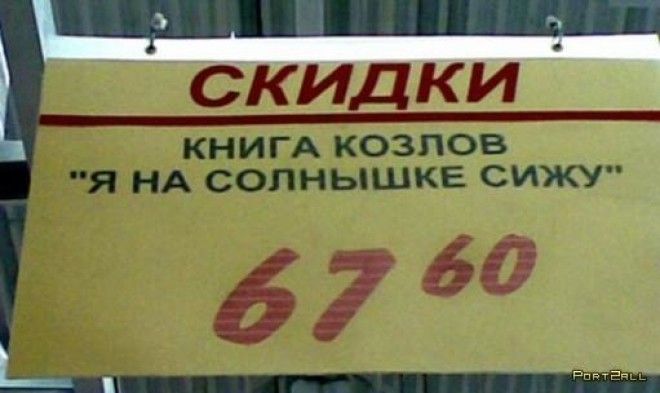 СКИДКИ
КНИГА КОЗЛОВ
"Я НА СОЛНЫШКЕ СИЖУ"
67 60
PORT2ALL